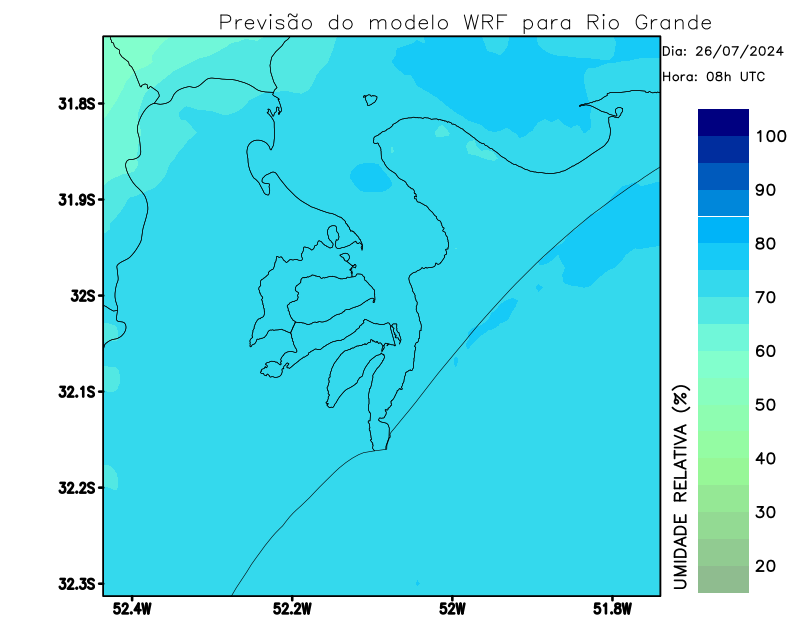 Previsão do modelo WRF para Rio Grande
Dia: 26/07/2024
Hora: 08h UTC
31.8S
31.9S
32S
32.1S
32.2S
32.3S
52.4W
52.2W
52W
51.8W
100
90
80
70
60
50
40
30
20
UMIDADE RELATIVA (%)